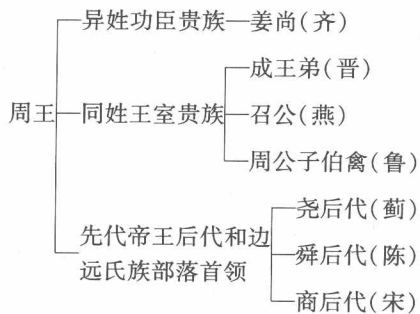 异姓功臣贵族—姜尚(齐)
成王弟(晋)
周王
同姓王室贵族
召公(燕)
周公子伯禽(鲁)
尧后代(蓟)
先代帝王后代和边
远氏族部落首领
舜后代(陈)
商后代(宋)